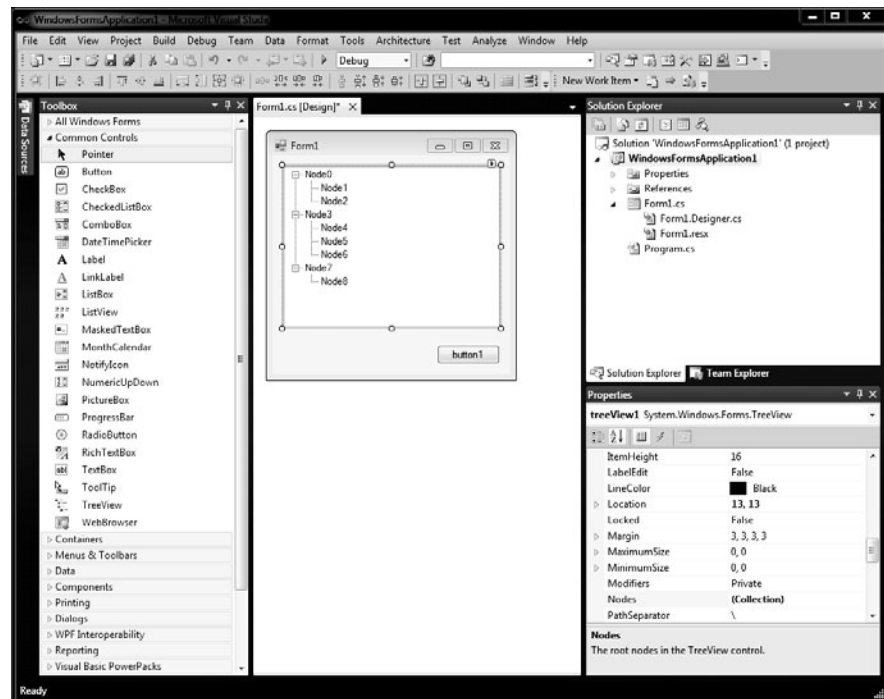 WindowsFormsApplication1 - Microsoft Visual Studio
File Edit View Project Build Debug Team Data Format Tools Architecture Test Analyze Window Help
Debug
New Work Item
Data Sources
Toolbox
All Windows Forms
Common Controls
Pointer
Button
CheckBox
CheckedListBox
ComboBox
DateTimePicker
Label
LinkLabel
ListBox
ListView
MaskedTextBox
MonthCalendar
NotifyIcon
NumericUpDown
PictureBox
ProgressBar
RadioButton
RichTextBox
TextBox
ToolTip
TreeView
WebBrowser
Containers
Menus & Toolbars
Data
Components
Printing
Dialogs
WPF Interoperability
Reporting
Visual Basic PowerPacks
Form1.cs [Design]*
Form1
Node0
Node1
Node2
Node3
Node4
Node5
Node6
Node7
Node8
button1
Solution Explorer
Solution 'WindowsFormsApplication1' (1 project)
WindowsFormsApplication1
Properties
References
Form1.cs
Form1.Designer.cs
Form1.resx
Program.cs
Solution Explorer Team Explorer
Properties
treeView1 System.Windows.Forms.TreeView
ItemHeight 16
LabelEdit False
LineColor Black
Location 13, 13
Locked False
Margin 3, 3, 3, 3
MaximumSize 0, 0
MinimumSize 0, 0
Modifiers Private
Nodes (Collection)
PathSeparator \
Nodes
The root nodes in the TreeView control.
Ready